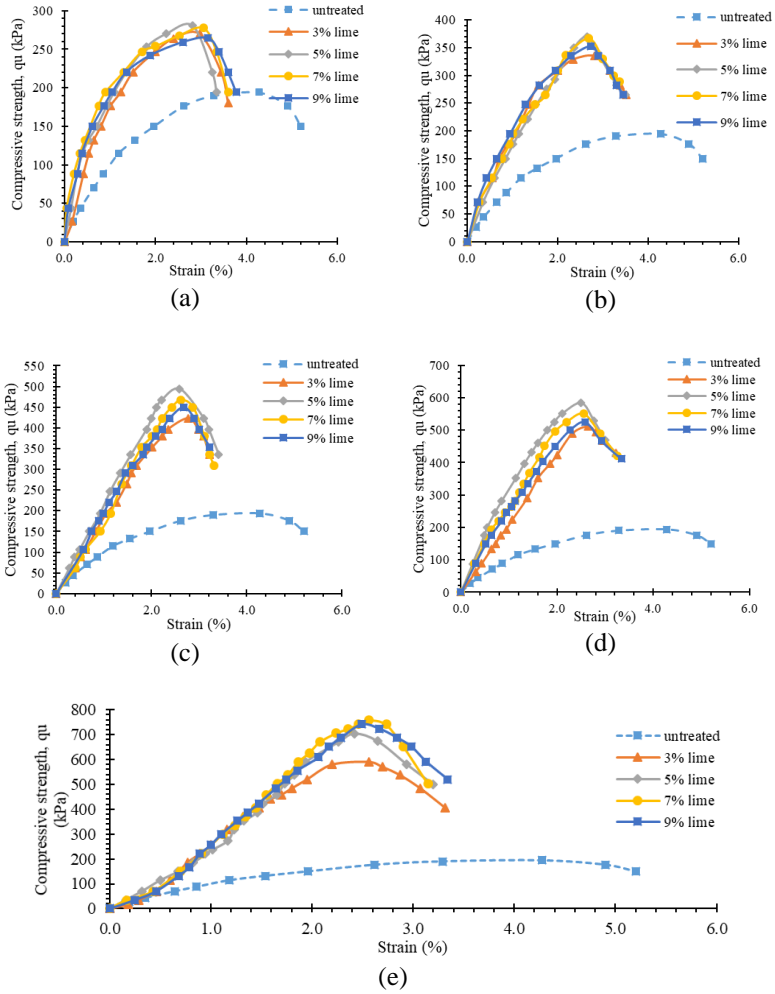 Compressive strength, qu (kPa)
300
250
200
150
100
50
0
0.0 2.0 4.0 6.0
Strain (%)
untreated
3% lime
5% lime
7% lime
9% lime
(a)
Compressive strength, qu (kPa)
400
350
300
250
200
150
100
50
0
0.0 2.0 4.0 6.0
Strain (%)
untreated
3% lime
5% lime
7% lime
9% lime
(b)
Compressive strength, qu (kPa)
550
500
450
400
350
300
250
200
150
100
50
0
0.0 2.0 4.0 6.0
Strain (%)
untreated
3% lime
5% lime
7% lime
9% lime
(c)
Compressive strength, qu (kPa)
700
600
500
400
300
200
100
0
0.0 2.0 4.0 6.0
Strain (%)
untreated
3% lime
5% lime
7% lime
9% lime
(d)
Compressive strength, qu
(kPa)
800
700
600
500
400
300
200
100
0
0.0 1.0 2.0 3.0 4.0 5.0 6.0
Strain (%)
untreated
3% lime
5% lime
7% lime
9% lime
(e)